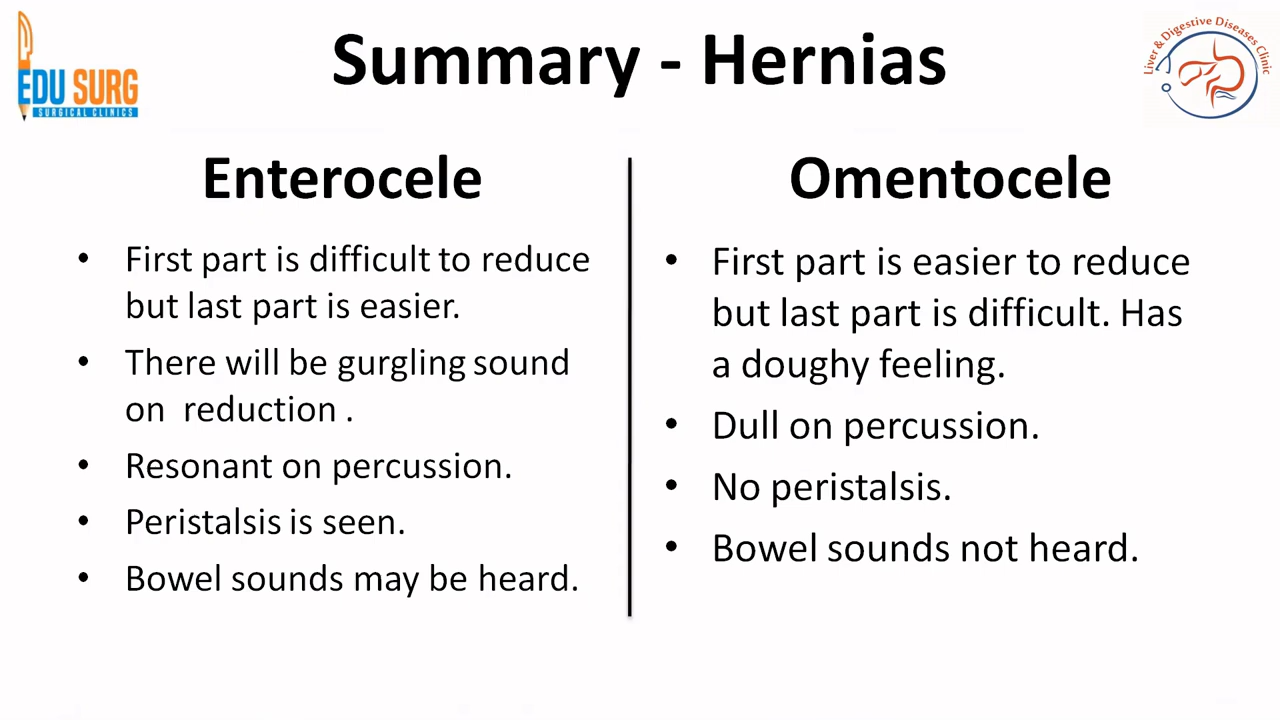 EDU SURG
SURGICAL CLINICS
Summary - Hernias
Liver & Digestive Diseases Clinic
Enterocele
• First part is difficult to reduce
but last part is easier.
• There will be gurgling sound
on reduction .
• Resonant on percussion.
• Peristalsis is seen.
• Bowel sounds may be heard.
Omentocele
• First part is easier to reduce
but last part is difficult. Has
a doughy feeling.
• Dull on percussion.
• No peristalsis.
• Bowel sounds not heard.